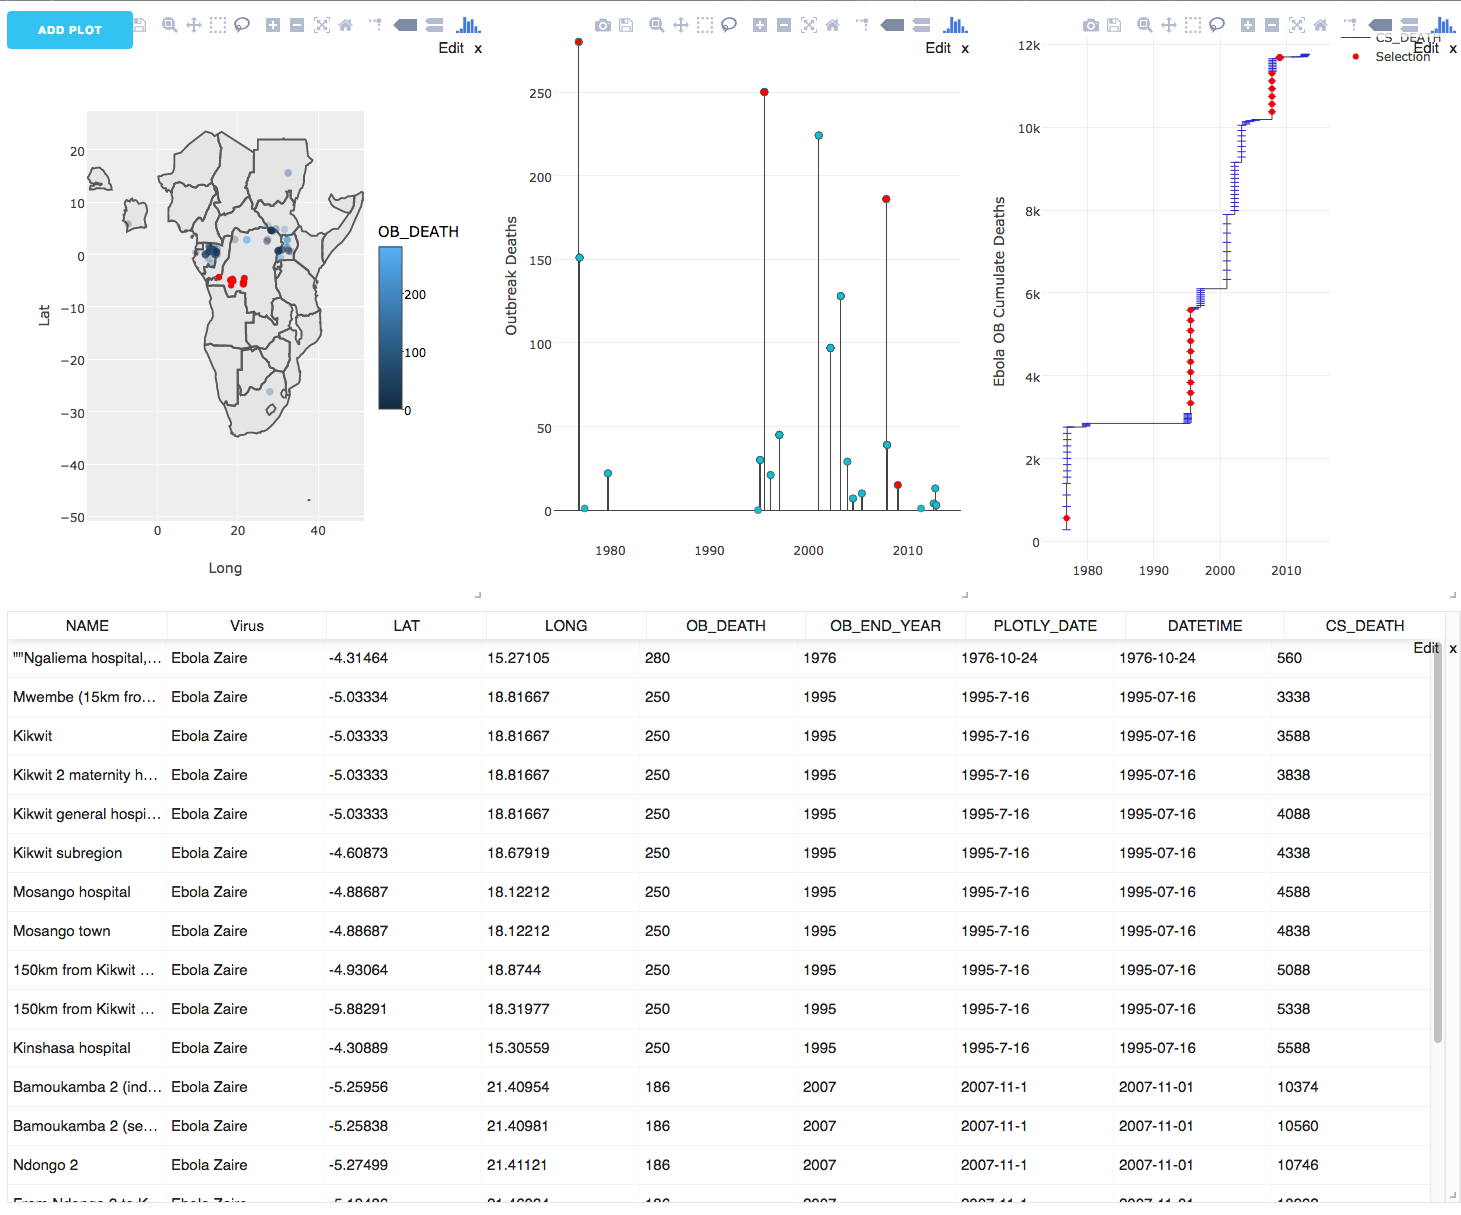 ADD PLOT
Edit x
Edit x
CS_DEATH
Edit x
Selection
20
10
0
−10
−20
−30
−40
−50
Lat
0 20 40
Long
OB_DEATH
200
100
0
250
200
150
100
50
0
Outbreak Deaths
1980 1990 2000 2010
12k
10k
8k
6k
4k
2k
0
Ebola OB Cumulate Deaths
1980 1990 2000 2010
NAME Virus LAT LONG OB_DEATH OB_END_YEAR PLOTLY_DATE DATETIME CS_DEATH
Edit x
""Ngaliema hospital,... Ebola Zaire -4.31464 15.27105 280 1976 1976-10-24 1976-10-24 560
Mwembe (15km fro... Ebola Zaire -5.03334 18.81667 250 1995 1995-7-16 1995-07-16 3338
Kikwit Ebola Zaire -5.03333 18.81667 250 1995 1995-7-16 1995-07-16 3588
Kikwit 2 maternity h... Ebola Zaire -5.03333 18.81667 250 1995 1995-7-16 1995-07-16 3838
Kikwit general hospi... Ebola Zaire -5.03333 18.81667 250 1995 1995-7-16 1995-07-16 4088
Kikwit subregion Ebola Zaire -4.60873 18.67919 250 1995 1995-7-16 1995-07-16 4338
Mosango hospital Ebola Zaire -4.88687 18.12212 250 1995 1995-7-16 1995-07-16 4588
Mosango town Ebola Zaire -4.88687 18.12212 250 1995 1995-7-16 1995-07-16 4838
150km from Kikwit ... Ebola Zaire -4.93064 18.8744 250 1995 1995-7-16 1995-07-16 5088
150km from Kikwit ... Ebola Zaire -5.88291 18.31977 250 1995 1995-7-16 1995-07-16 5338
Kinshasa hospital Ebola Zaire -4.30889 15.30559 250 1995 1995-7-16 1995-07-16 5588
Bamoukamba 2 (ind... Ebola Zaire -5.25956 21.40954 186 2007 2007-11-1 2007-11-01 10374
Bamoukamba 2 (se... Ebola Zaire -5.25838 21.40981 186 2007 2007-11-1 2007-11-01 10560
Ndongo 2 Ebola Zaire -5.27499 21.41121 186 2007 2007-11-1 2007-11-01 10746